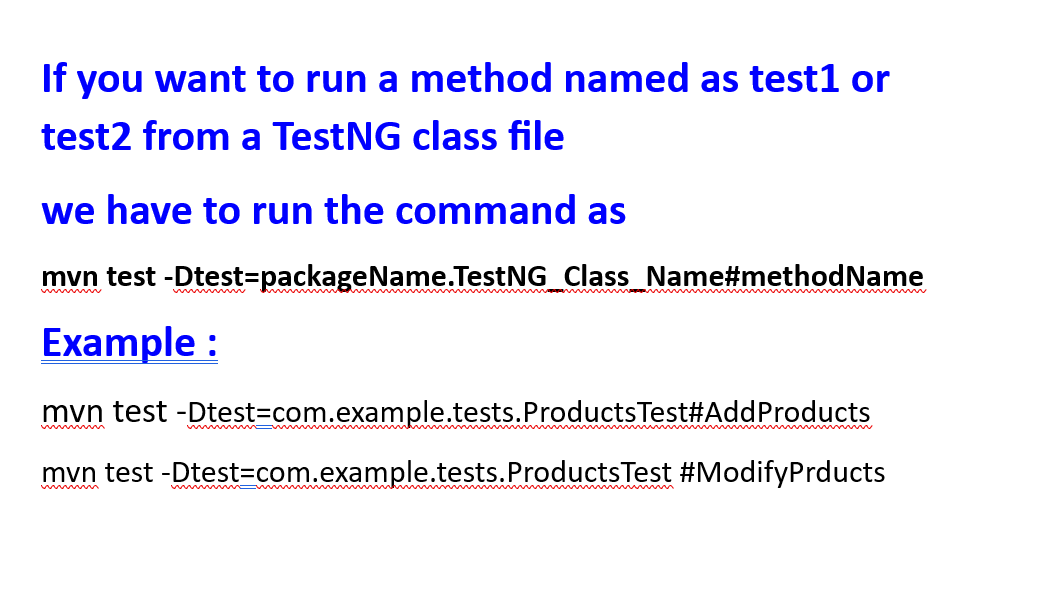 If you want to run a method named as test1 or
test2 from a TestNG class file
we have to run the command as
mvn test -Dtest=packageName.TestNG_Class_Name#methodName
Example :
mvn test -Dtest=com.example.tests.ProductsTest#AddProducts
mvn test -Dtest=com.example.tests.ProductsTest #ModifyPrducts